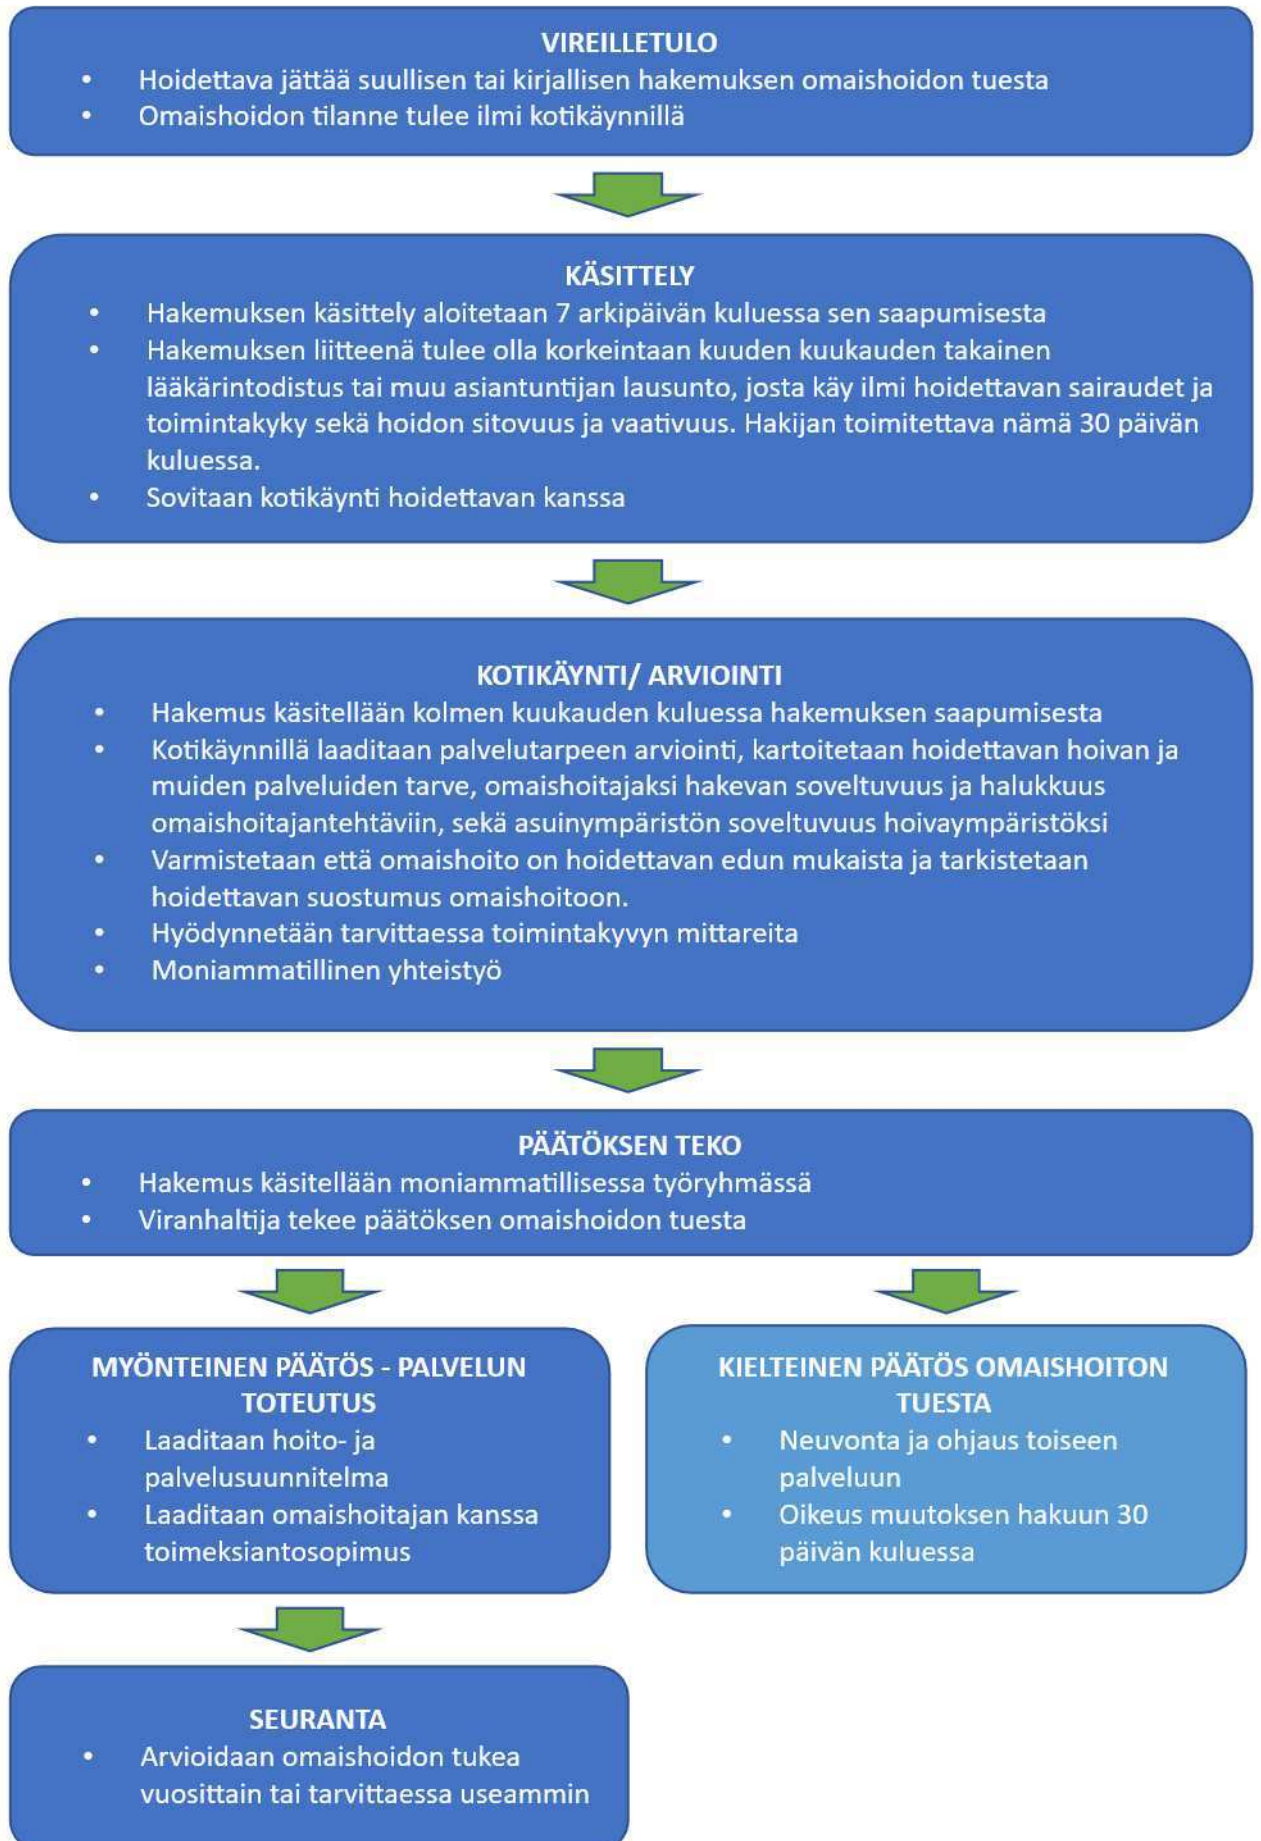 VIREILLETULO
• Hoidettava jättää suullisen tai kirjallisen hakemuksen omaishoidon tuesta
• Omaishoidon tilanne tulee ilmi kotikäynnillä
KÄSITTELY
• Hakemuksen käsittely aloitetaan 7 arkipäivän kuluessa sen saapumisesta
• Hakemuksen liitteenä tulee olla korkeintaan kuuden kuukauden takainen
lääkärintodistus tai muu asiantuntijan lausunto, josta käy ilmi hoidettavan sairaudet ja
toimintakyky sekä hoidon sitovuus ja vaativuus. Hakijan toimitettava nämä 30 päivän
kuluessa.
• Sovitaan kotikäynti hoidettavan kanssa
KOTIKÄYNTI/ ARVIOINTI
• Hakemus käsitellään kolmen kuukauden kuluessa hakemuksen saapumisesta
• Kotikäynnillä laaditaan palvelutarpeen arviointi, kartoitetaan hoidettavan hoivan ja
muiden palveluiden tarve, omaishoitajaksi hakevan soveltuvuus ja halukkuus
omaishoitajantehtäviin, sekä asuinympäristön soveltuvuus hoivaympäristöksi
• Varmistetaan että omaishoito on hoidettavan edun mukaista ja tarkistetaan
hoidettavan suostumus omaishoitoon.
• Hyödynnetään tarvittaessa toimintakyvyn mittareita
• Moniammatillinen yhteistyö
PÄÄTÖKSEN TEKO
• Hakemus käsitellään moniammatillisessa työryhmässä
• Viranhaltija tekee päätöksen omaishoidon tuesta
MYÖNTEINEN PÄÄTÖS - PALVELUN
TOTEUTUS
• Laaditaan hoito- ja
palvelusuunnitelma
• Laaditaan omaishoitajan kanssa
toimeksiantosopimus
KIELTEINEN PÄÄTÖS OMAISHOITON
TUESTA
• Neuvonta ja ohjaus toiseen
palveluun
• Oikeus muutoksen hakuun 30
päivän kuluessa
SEURANTA
• Arvioidaan omaishoidon tukea
vuosittain tai tarvittaessa useammin